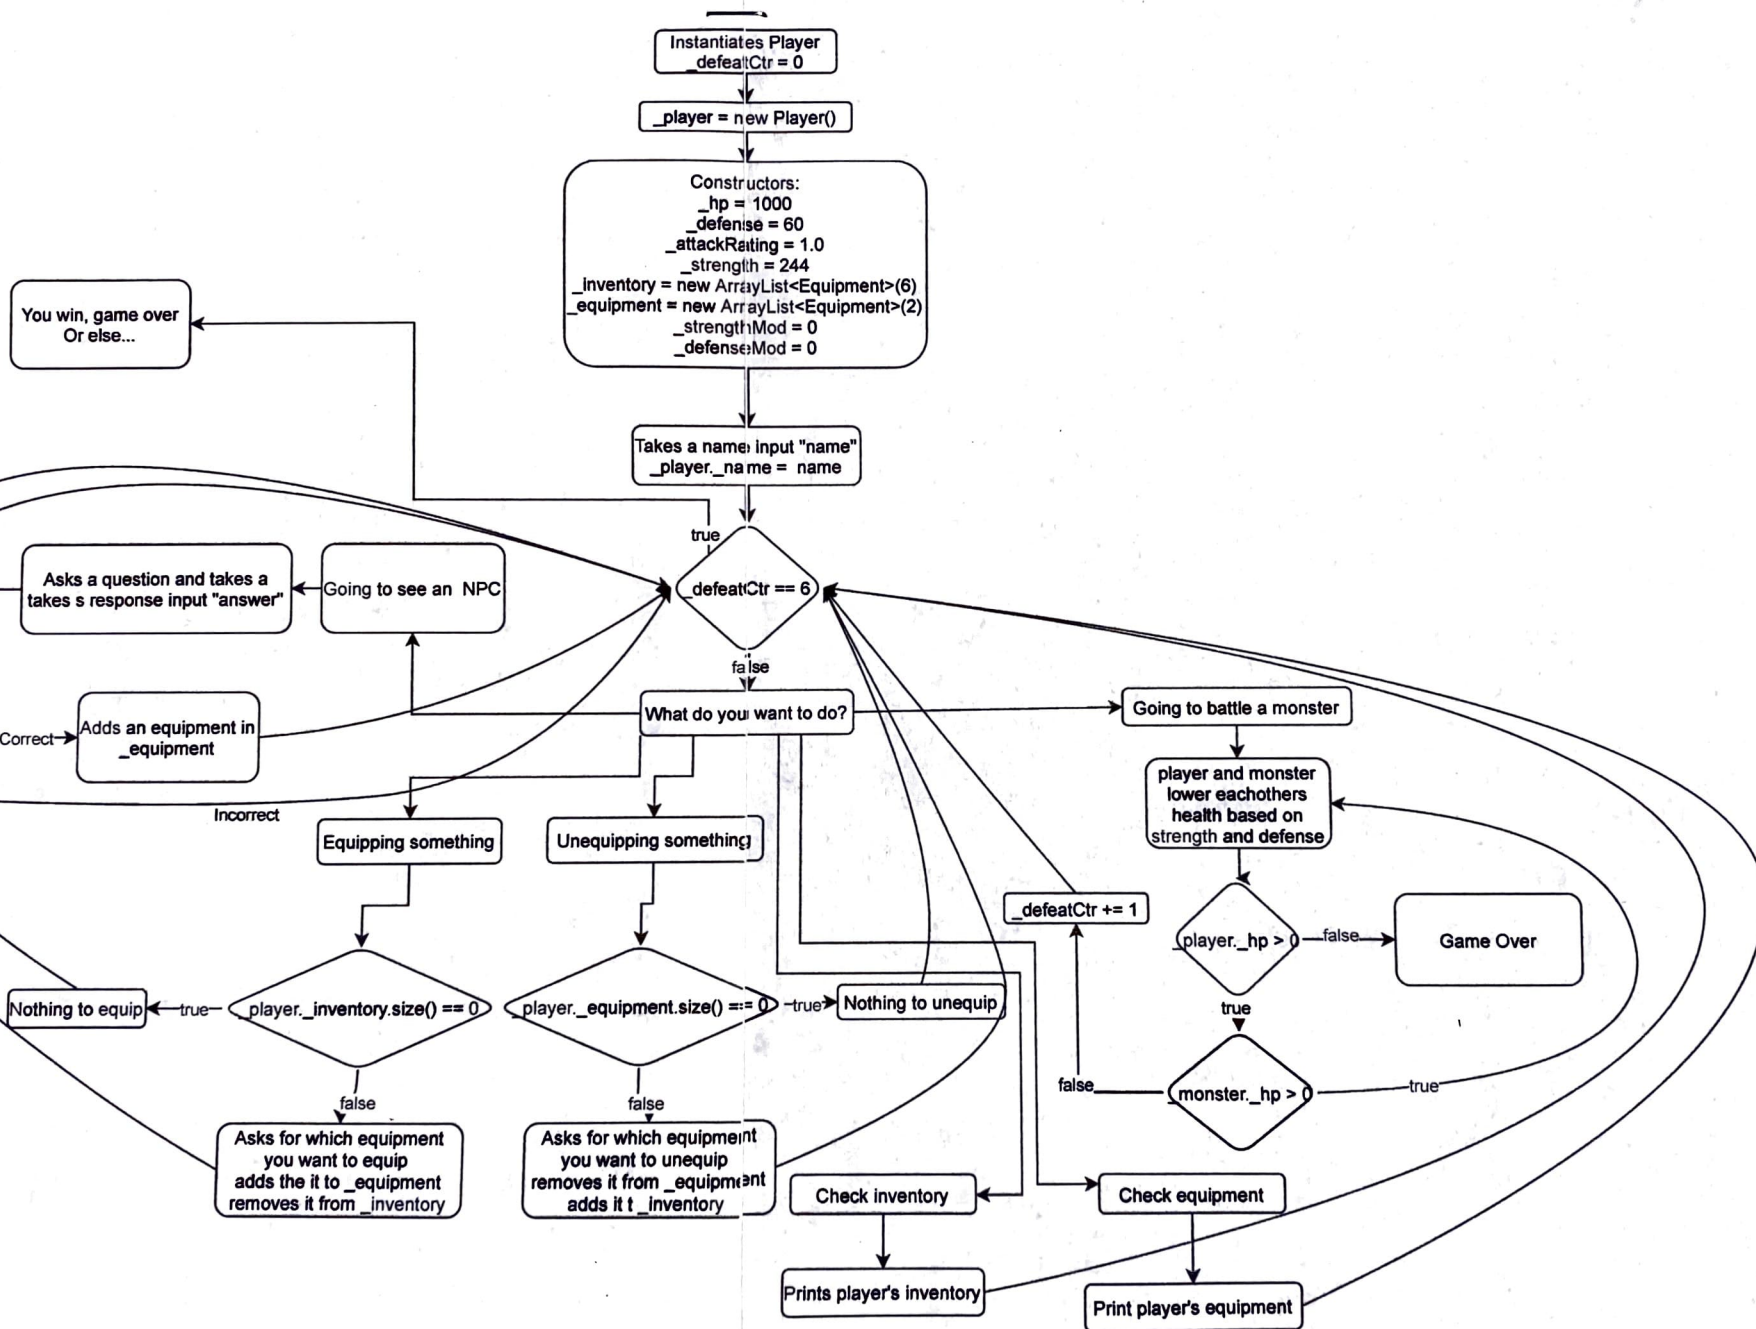 Instantiates Player
_defeatCtr = 0
_player = new Player()
Constructors:
_hp = 1000
_defense = 60
_attackRating = 1.0
_strength = 244
_inventory = new ArrayList<Equipment>(6)
_equipment = new ArrayList<Equipment>(2)
_strengthMod = 0
_defenseMod = 0
You win, game over
Or else...
Takes a name input "name"
_player._name = name
true
_defeatCtr == 6
Asks a question and takes a
takes s response input "answer"
Going to see an NPC
false
What do you want to do?
Going to battle a monster
Correct
Adds an equipment in
_equipment
Incorrect
player and monster
lower eachothers
health based on
strength and defense
Equipping something
Unequipping something
_defeatCtr += 1
_player._hp > 0
false
Game Over
Nothing to equip
true
_player._inventory.size() == 0
_player._equipment.size() == 0
true
Nothing to unequip
true
false
_monster._hp > 0
true
false
false
Asks for which equipment
you want to equip
adds the it to _equipment
removes it from _inventory
Asks for which equipment
you want to unequip
removes it from _equipment
adds it t _inventory
Check inventory
Check equipment
Prints player's inventory
Print player's equipment